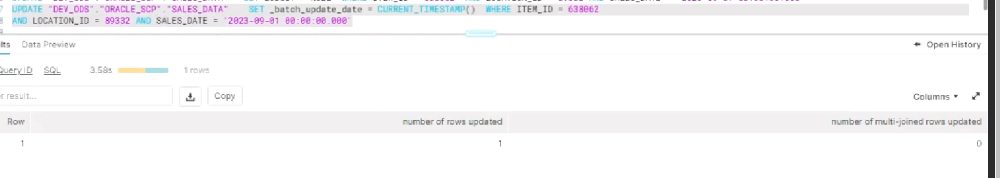 7 UPDATE "DEV_ODS"."ORACLE_SCP"."SALES_DATA" SET _batch_update_date = CURRENT_TIMESTAMP() WHERE ITEM_ID = 638062
8 AND LOCATION_ID = 89332 AND SALES_DATE = '2023-09-01 00:00:00.000'
lts Data Preview
Open History
Query ID SQL 3.58s 1 rows
er result... Copy
Columns
Row number of rows updated number of multi-joined rows updated
1 1 0